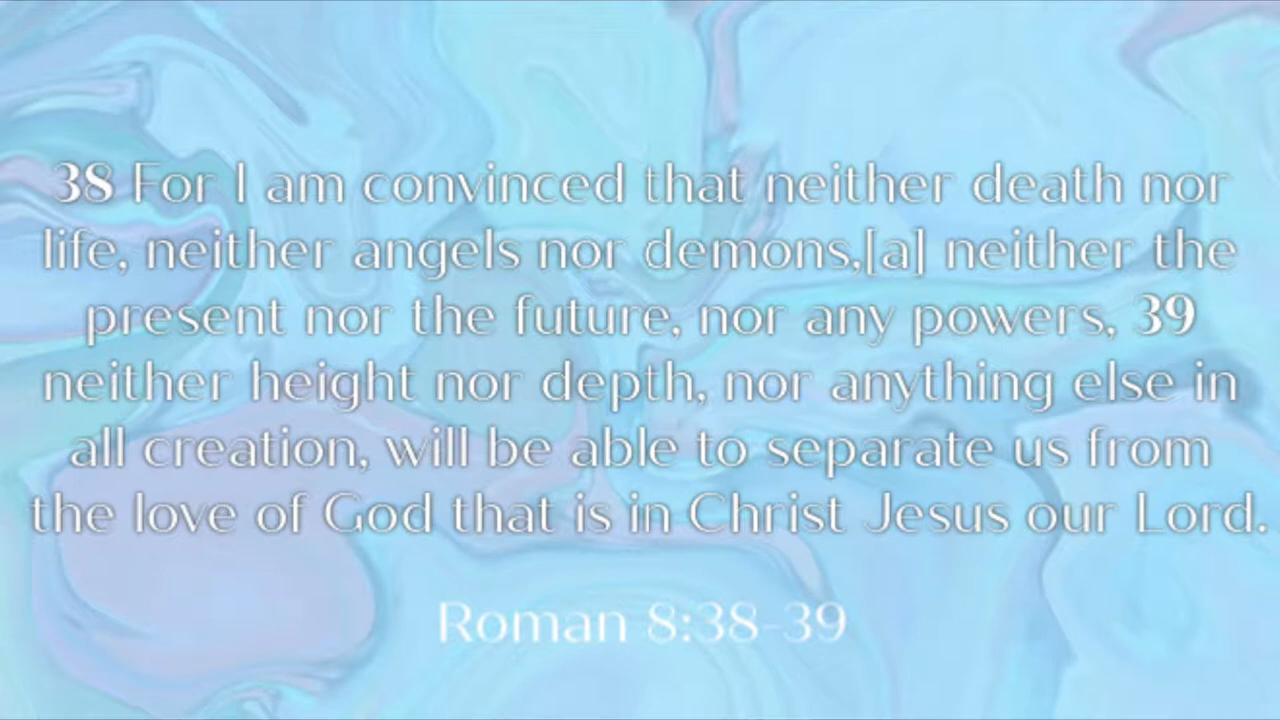 38 For I am convinced that neither death nor
life, neither angels nor demons,[a] neither the
present nor the future, nor any powers, 39
neither height nor depth, nor anything else in
all creation, will be able to separate us from
the love of God that is in Christ Jesus our Lord.
Roman 8:38-39